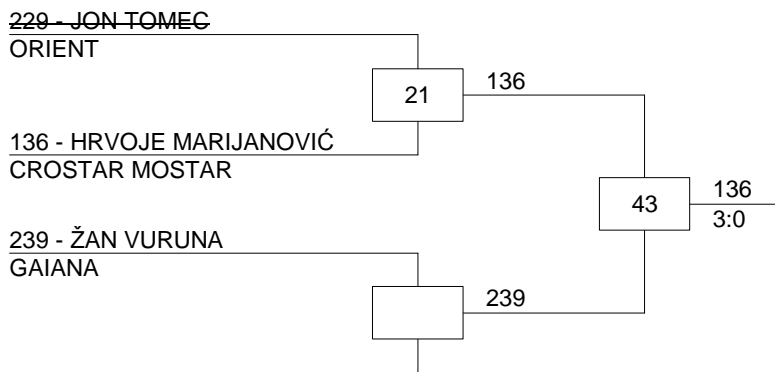 229 - JON TOMEC
ORIENT
21
136
136 - HRVOJE MARIJANOVIĆ
CROSTAR MOSTAR
43
136
3:0
239 - ŽAN VURUNA
GAIANA
239